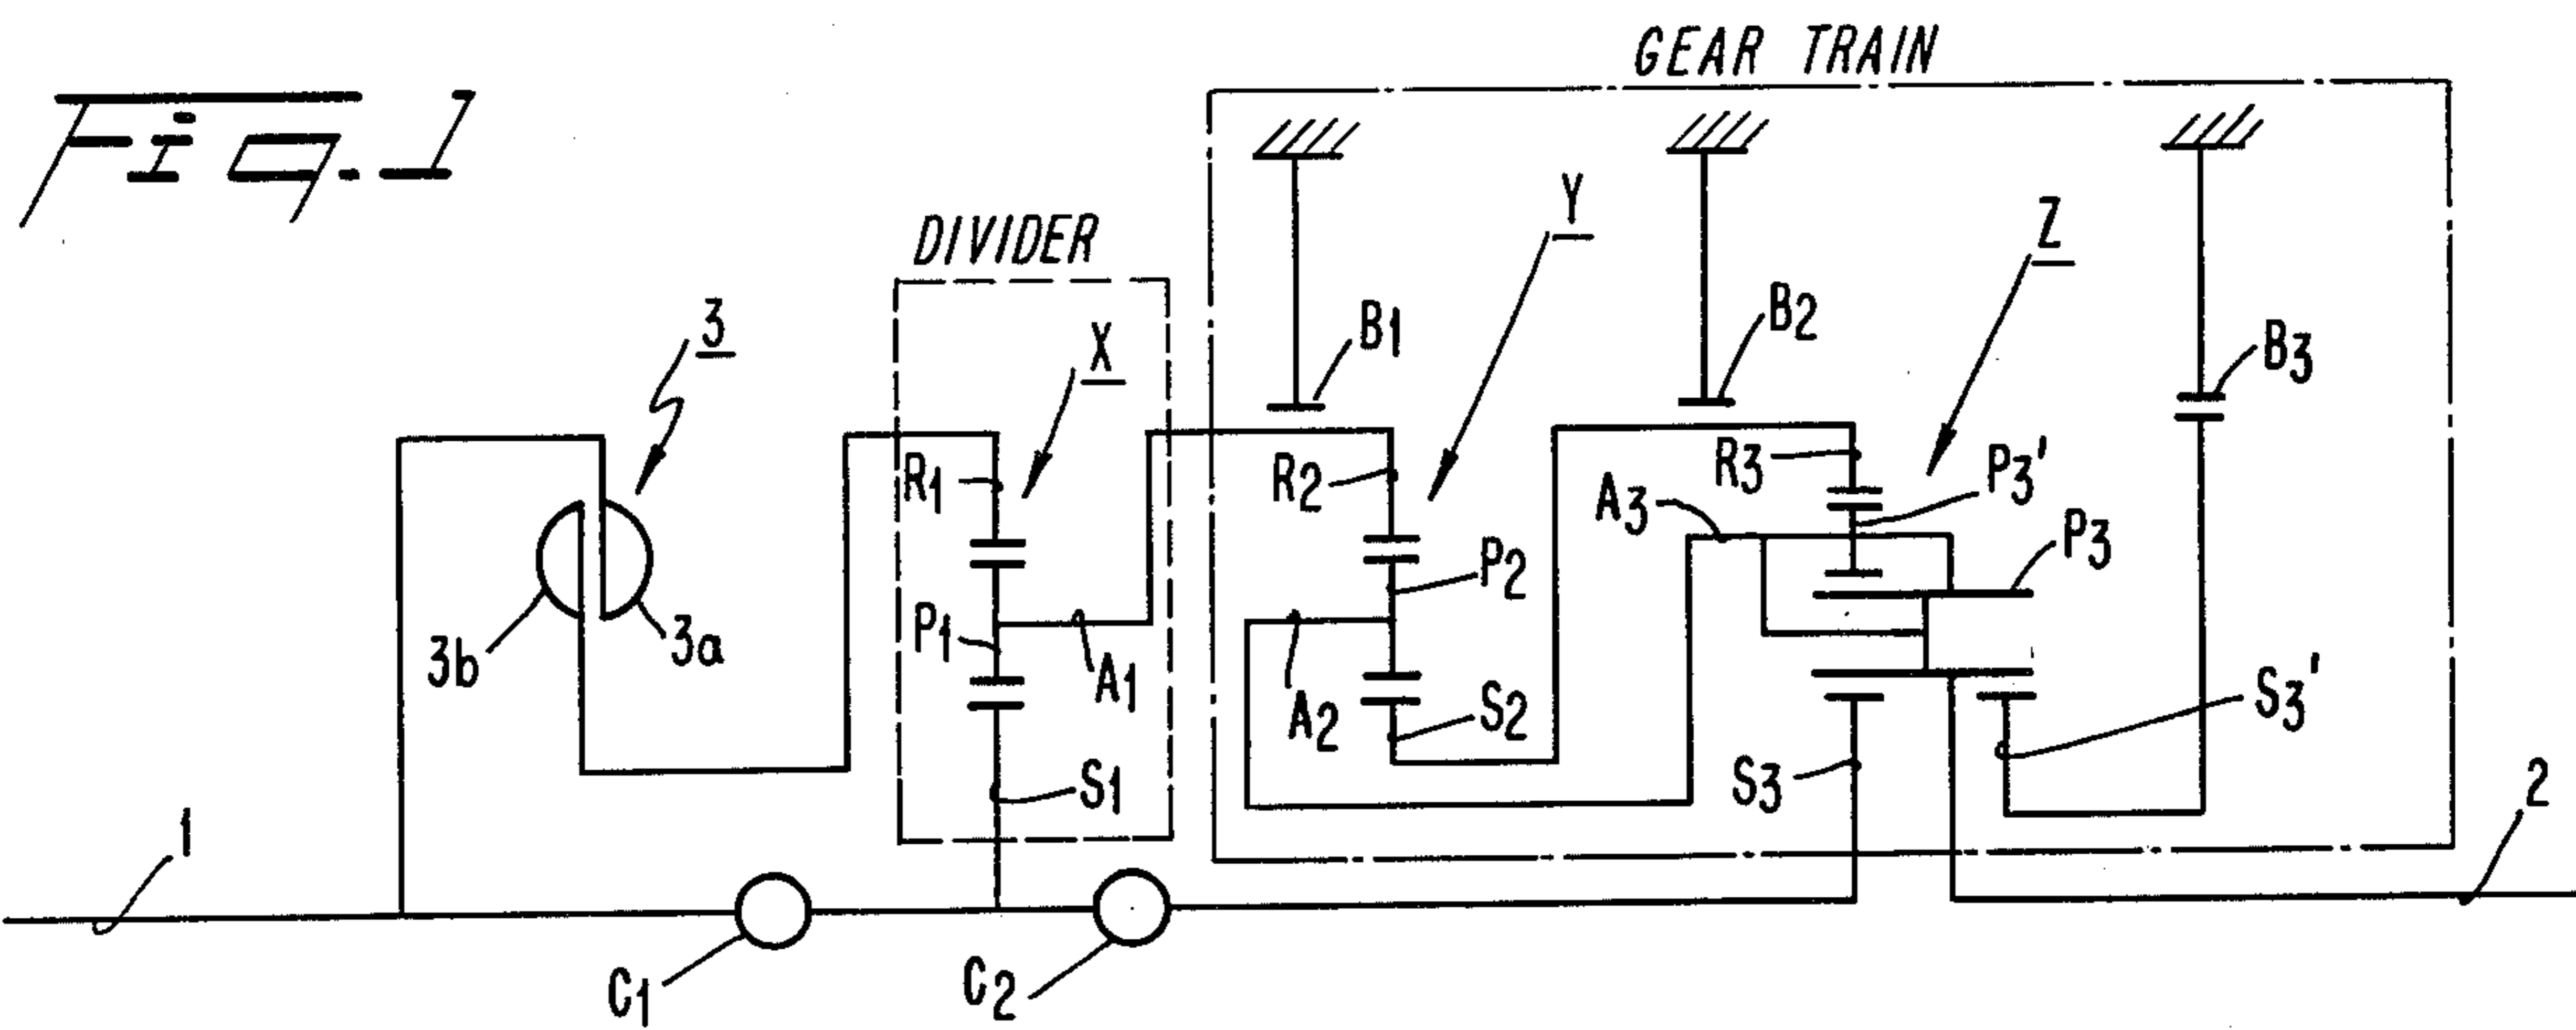 Fig. 1
GEAR TRAIN
DIVIDER
3
X
Y
Z
B1
B2
B3
R1
R2
R3
P3'
A3
P3
P2
3b
3a
P1
A1
A2
S2
S3'
S1
S3
1
2
C1
C2